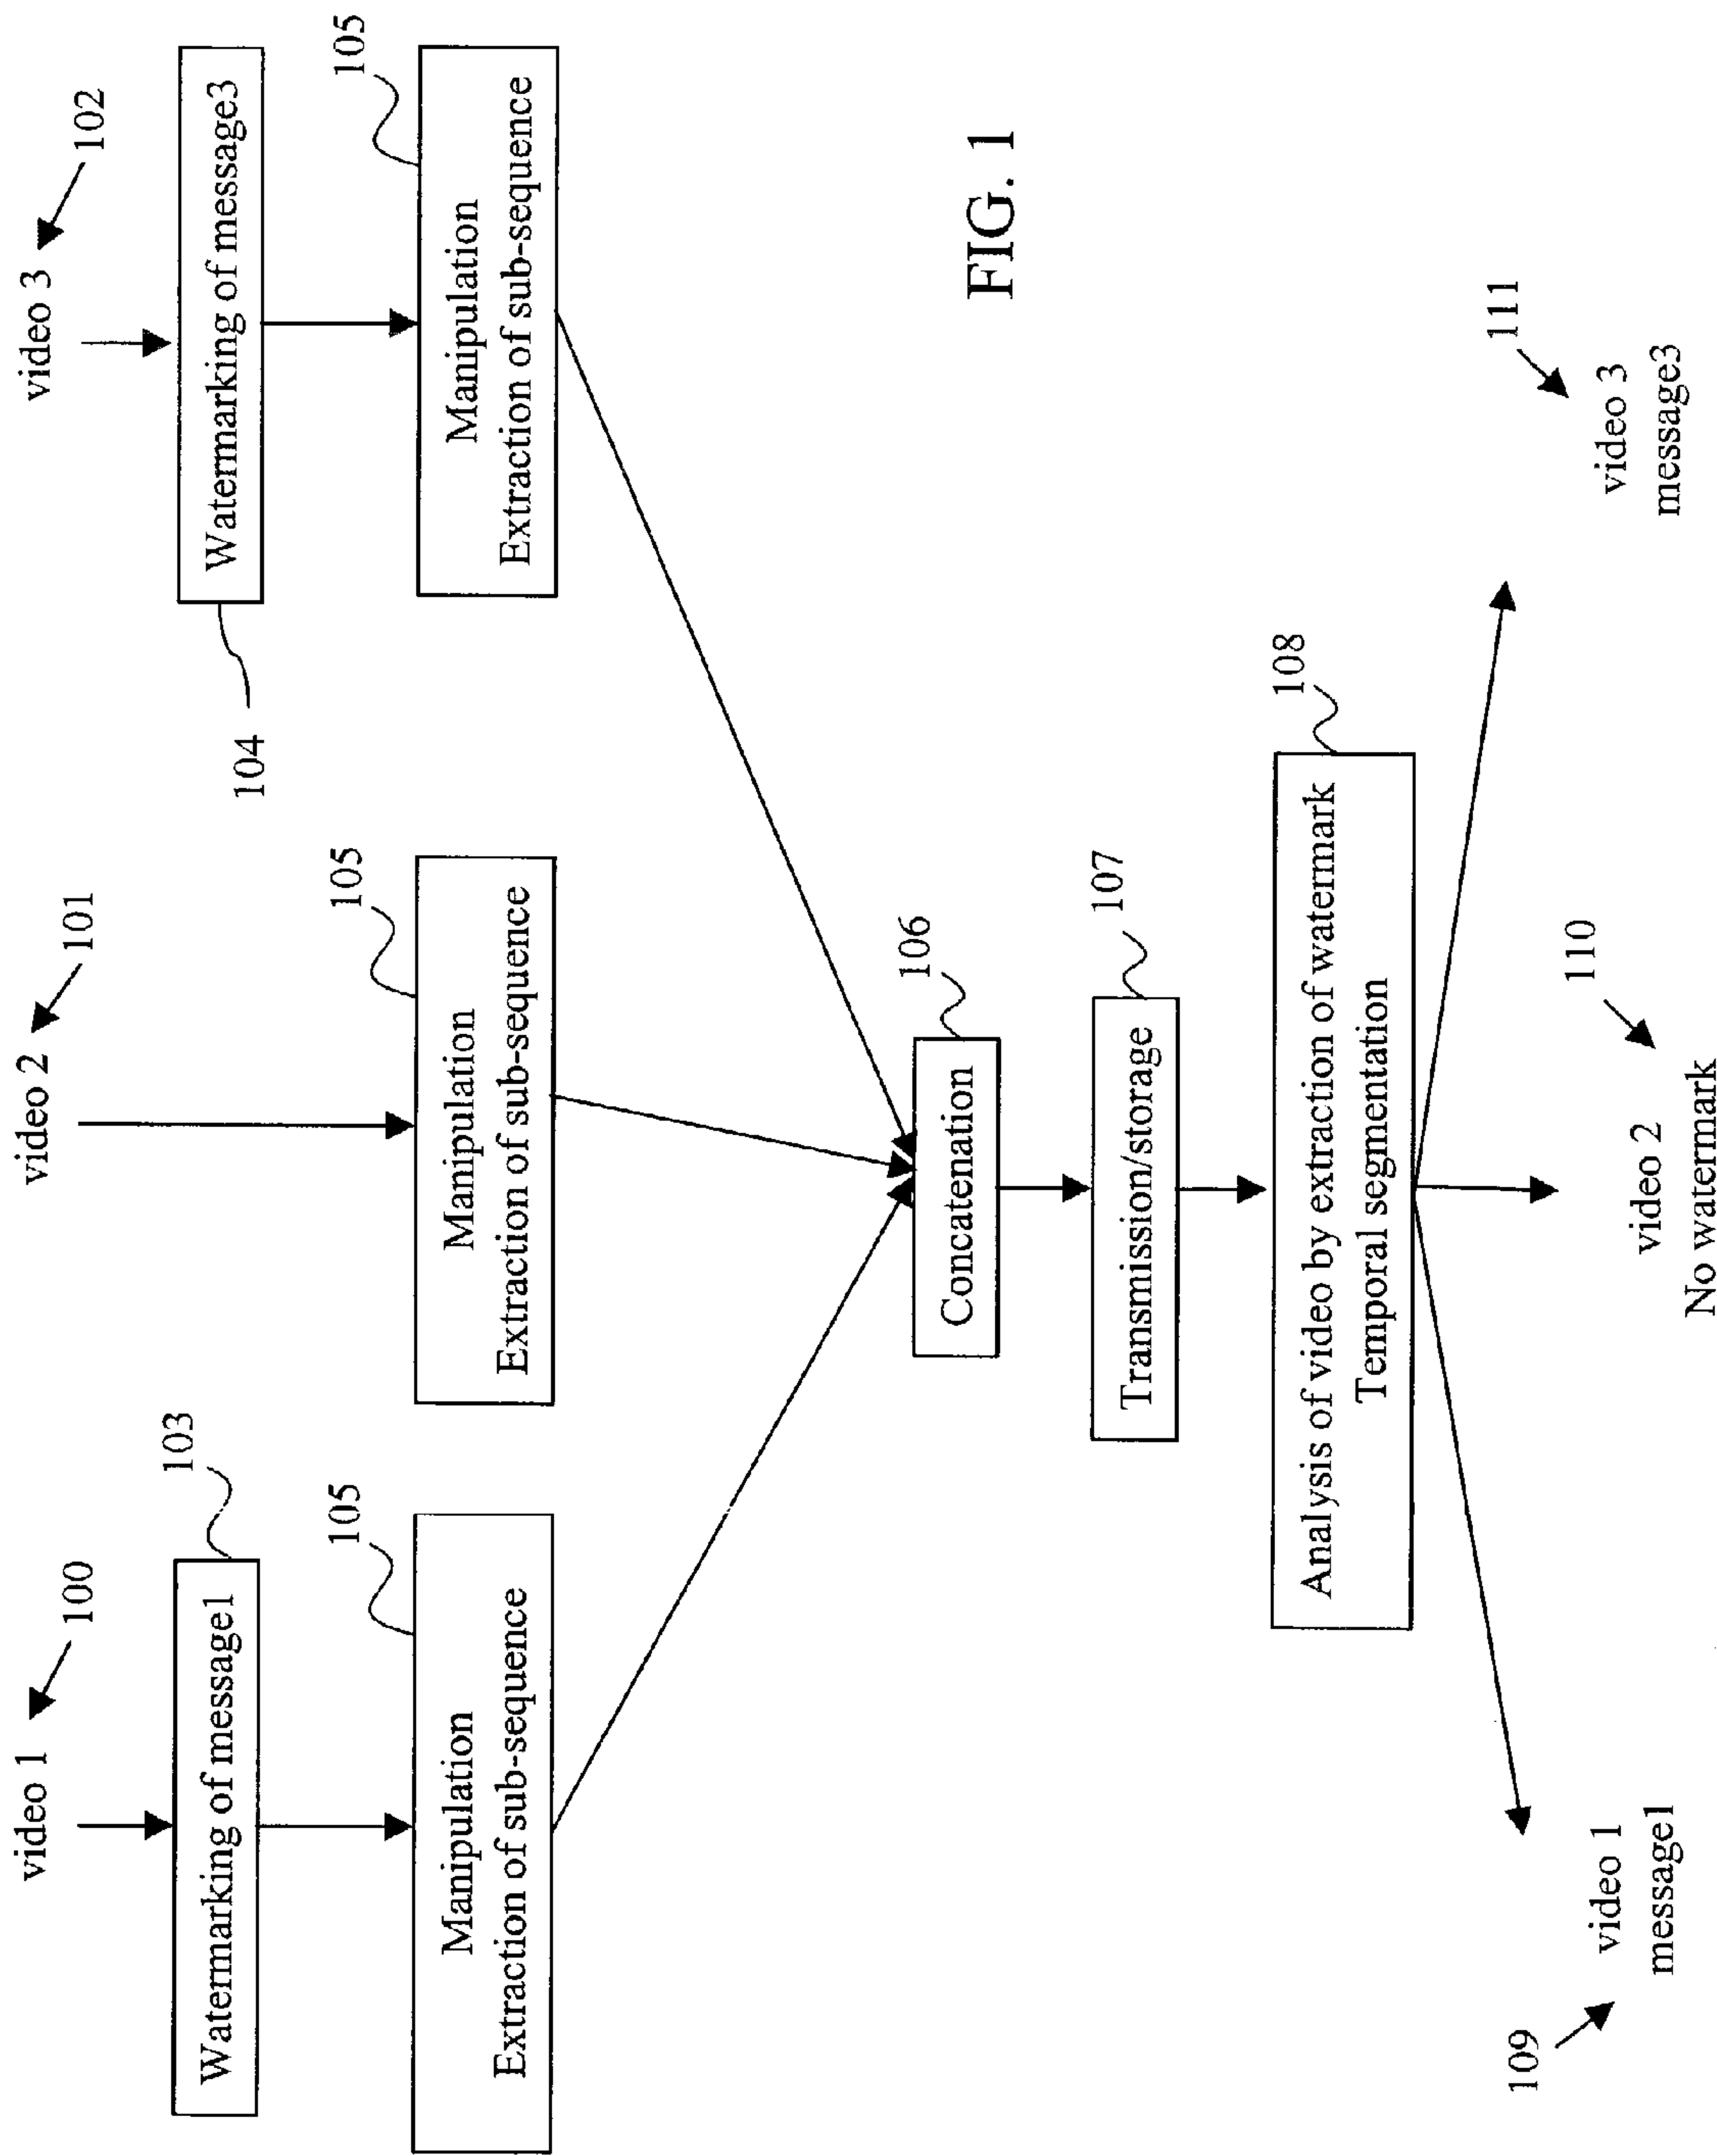 video 1
100
video 2
101
video 3
102
Watermarking of message1
103
Watermarking of message3
104
Manipulation
Extraction of sub-sequence
105
Manipulation
Extraction of sub-sequence
105
Manipulation
Extraction of sub-sequence
105
Concatenation
106
FIG. 1
Transmission/storage
107
Analysis of video by extraction of watermark
Temporal segmentation
108
109
video 1
message1
110
video 2
No watermark
111
video 3
message3